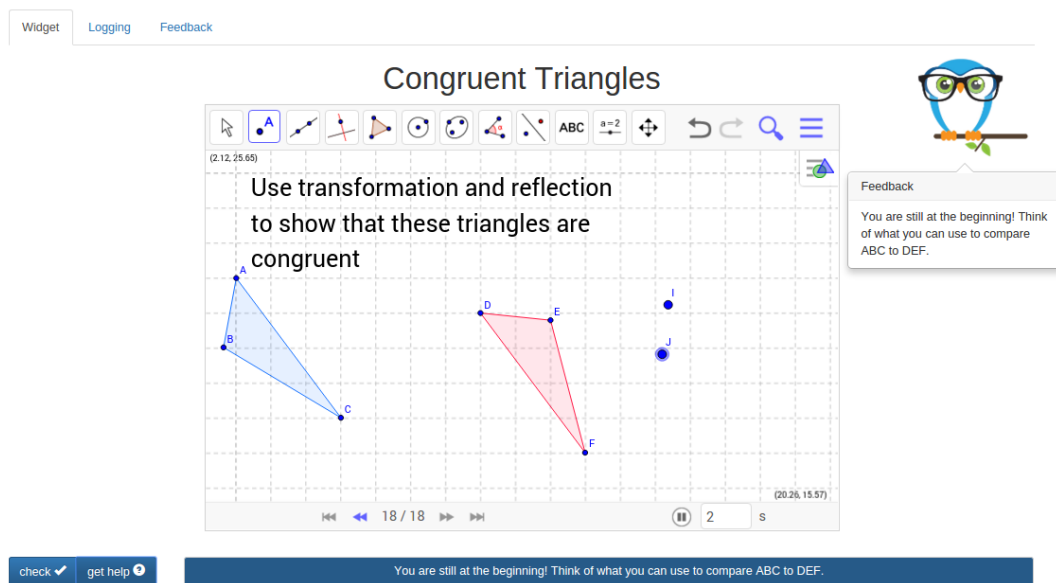 Widget Logging Feedback
Congruent Triangles
A α ABC a=2
(2.12, 25.65)
Use transformation and reflection
to show that these triangles are
congruent
A
B
C
D
E
F
I
J
(20.26, 15.57)
18 / 18 2 s
Feedback
You are still at the beginning! Think
of what you can use to compare
ABC to DEF.
check get help ?
You are still at the beginning! Think of what you can use to compare ABC to DEF.